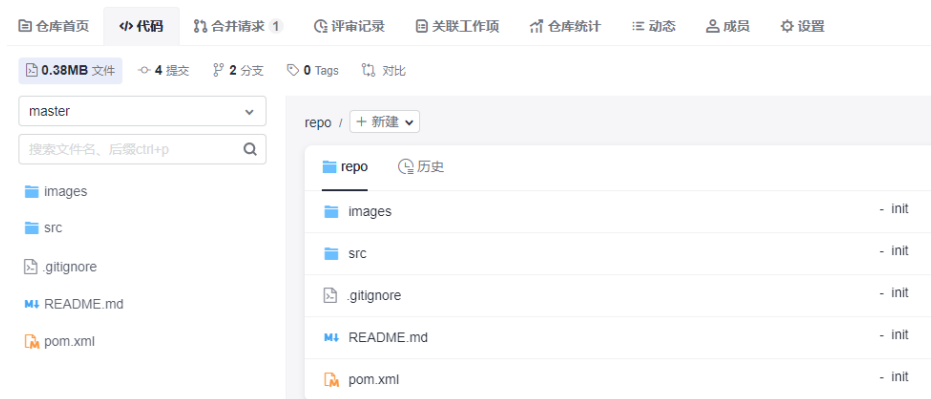 仓库首页 代码 合并请求 1 评审记录 关联工作项 仓库统计 动态 成员 设置
0.38MB 文件 4 提交 2 分支 0 Tags 对比
master
搜索文件名、后缀ctrl+p
images
src
.gitignore
README.md
pom.xml
repo / + 新建
repo 历史
images - init
src - init
.gitignore - init
README.md - init
pom.xml - init